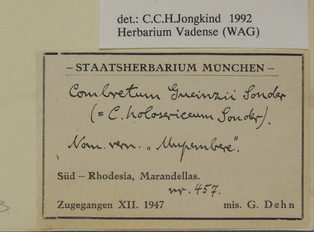 det.: C.C.H.Jongkind 1992
Herbarium Vadense (WAG)
– STAATSHERBARIUM MÜNCHEN –
Combretum Gueinzii Sonder
(= C. holosericeum Sonder).
Nom. vern. „Mupembere".
Süd – Rhodesia, Marandellas.
nr. 457.
Zugegangen XII. 1947 mis. G. Dehn